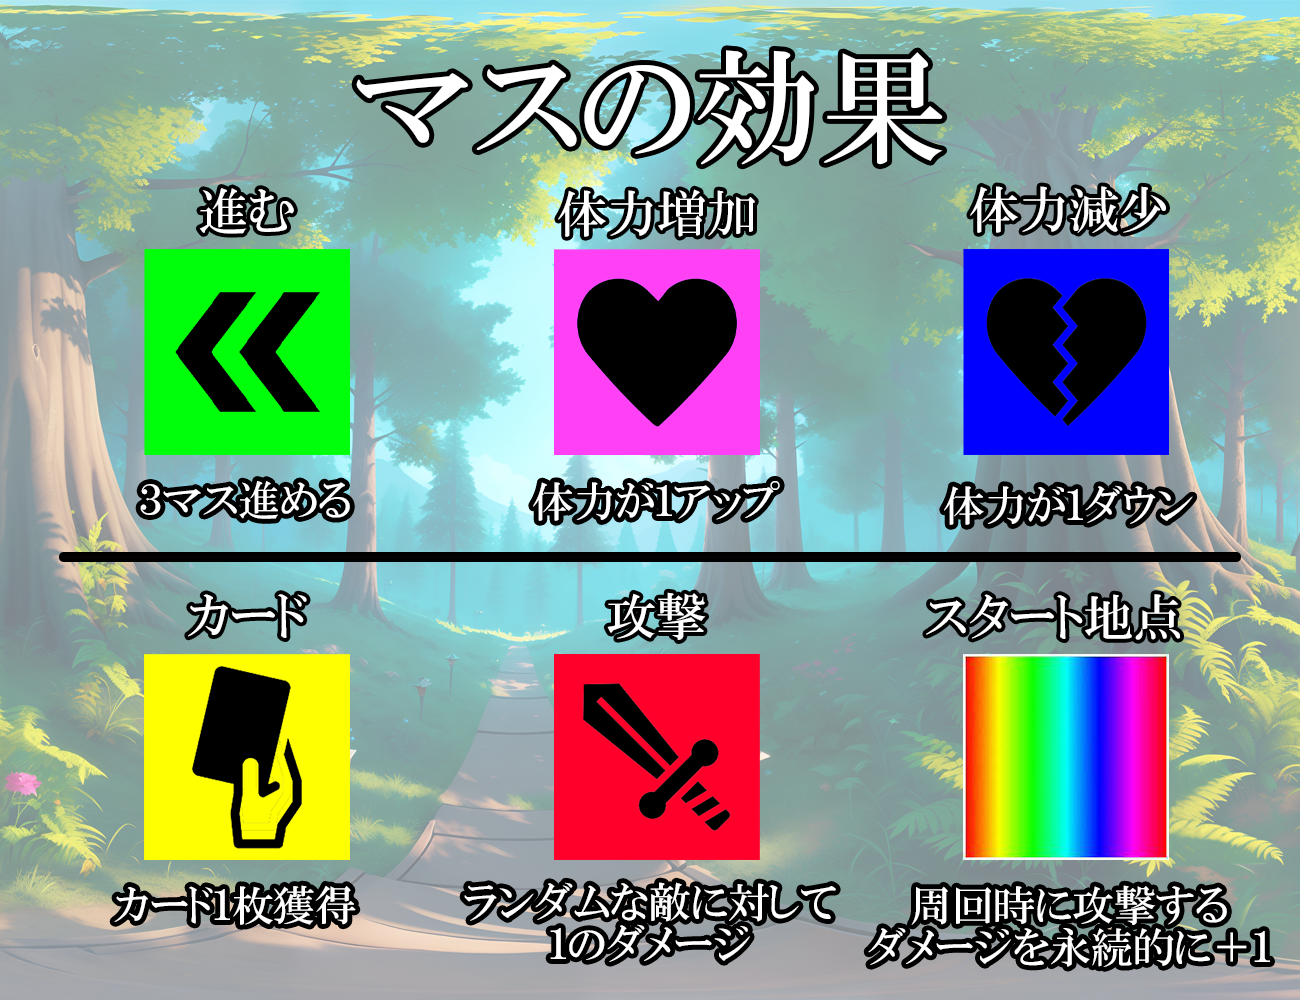 マスの効果
進む
体力増加
体力減少
3マス進める
体力が1アップ
体力が1ダウン
カード
攻撃
スタート地点
カード1枚獲得
ランダムな敵に対して
1のダメージ
周回時に攻撃する
ダメージを永続的に+1